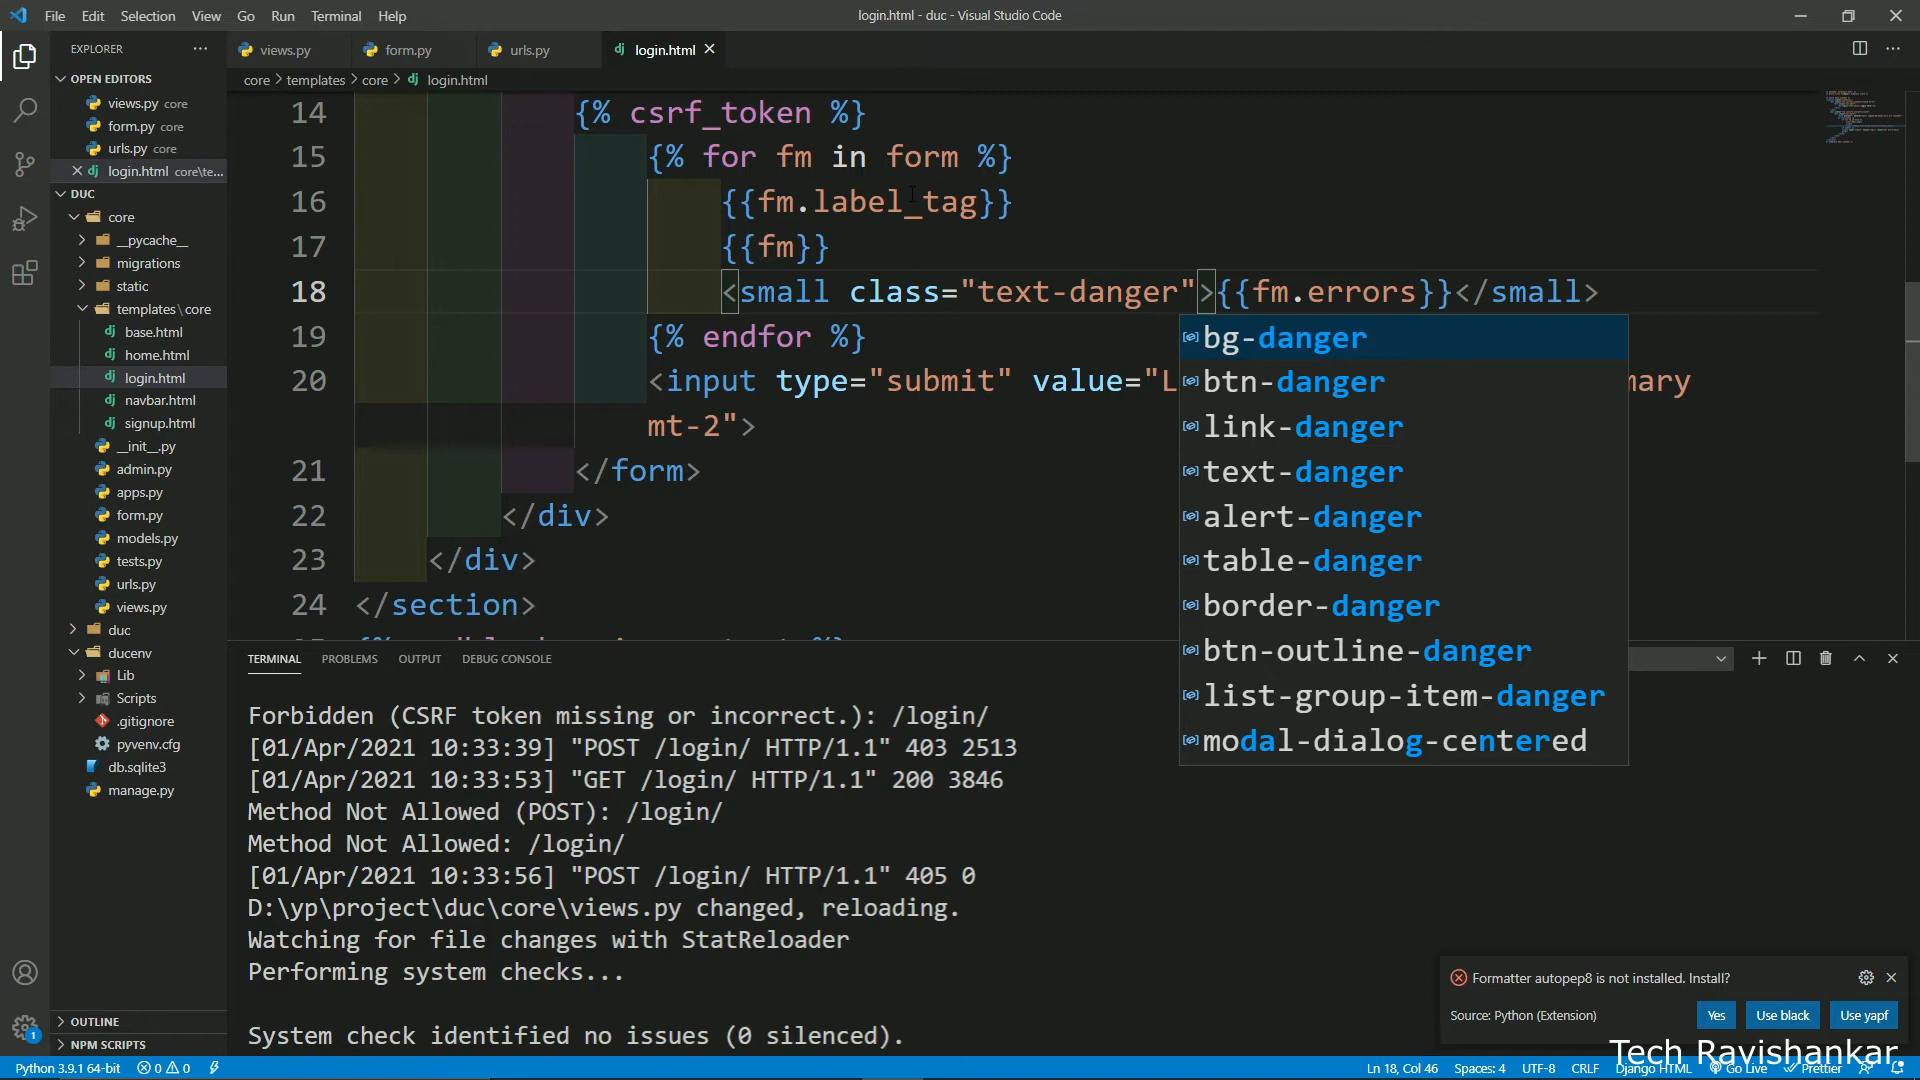 File Edit Selection View Go Run Terminal Help
login.html - duc - Visual Studio Code
EXPLORER
OPEN EDITORS
views.py core
form.py core
urls.py core
login.html core\te...
DUC
core
__pycache__
migrations
static
templates\core
base.html
home.html
login.html
navbar.html
signup.html
__init__.py
admin.py
apps.py
form.py
models.py
tests.py
urls.py
views.py
duc
ducenv
Lib
Scripts
.gitignore
pyvenv.cfg
db.sqlite3
manage.py
OUTLINE
NPM SCRIPTS
views.py form.py urls.py login.html
core > templates > core > login.html
14 {% csrf_token %}
15 {% for fm in form %}
16 {{fm.label_tag}}
17 {{fm}}
18 <small class="text-danger">{{fm.errors}}</small>
19 {% endfor %}
20 <input type="submit" value="L mary
mt-2">
21 </form>
22 </div>
23 </div>
24 </section>
bg-danger
btn-danger
link-danger
text-danger
alert-danger
table-danger
border-danger
btn-outline-danger
list-group-item-danger
modal-dialog-centered
TERMINAL PROBLEMS OUTPUT DEBUG CONSOLE
Forbidden (CSRF token missing or incorrect.): /login/
[01/Apr/2021 10:33:39] "POST /login/ HTTP/1.1" 403 2513
[01/Apr/2021 10:33:53] "GET /login/ HTTP/1.1" 200 3846
Method Not Allowed (POST): /login/
Method Not Allowed: /login/
[01/Apr/2021 10:33:56] "POST /login/ HTTP/1.1" 405 0
D:\yp\project\duc\core\views.py changed, reloading.
Watching for file changes with StatReloader
Performing system checks...
System check identified no issues (0 silenced).
Formatter autopep8 is not installed. Install?
Source: Python (Extension) Yes Use black Use yapf
Tech Ravishankar.
1
Python 3.9.1 64-bit 0 0 Ln 18, Col 46 Spaces: 4 UTF-8 CRLF Django HTML Go Live Prettier